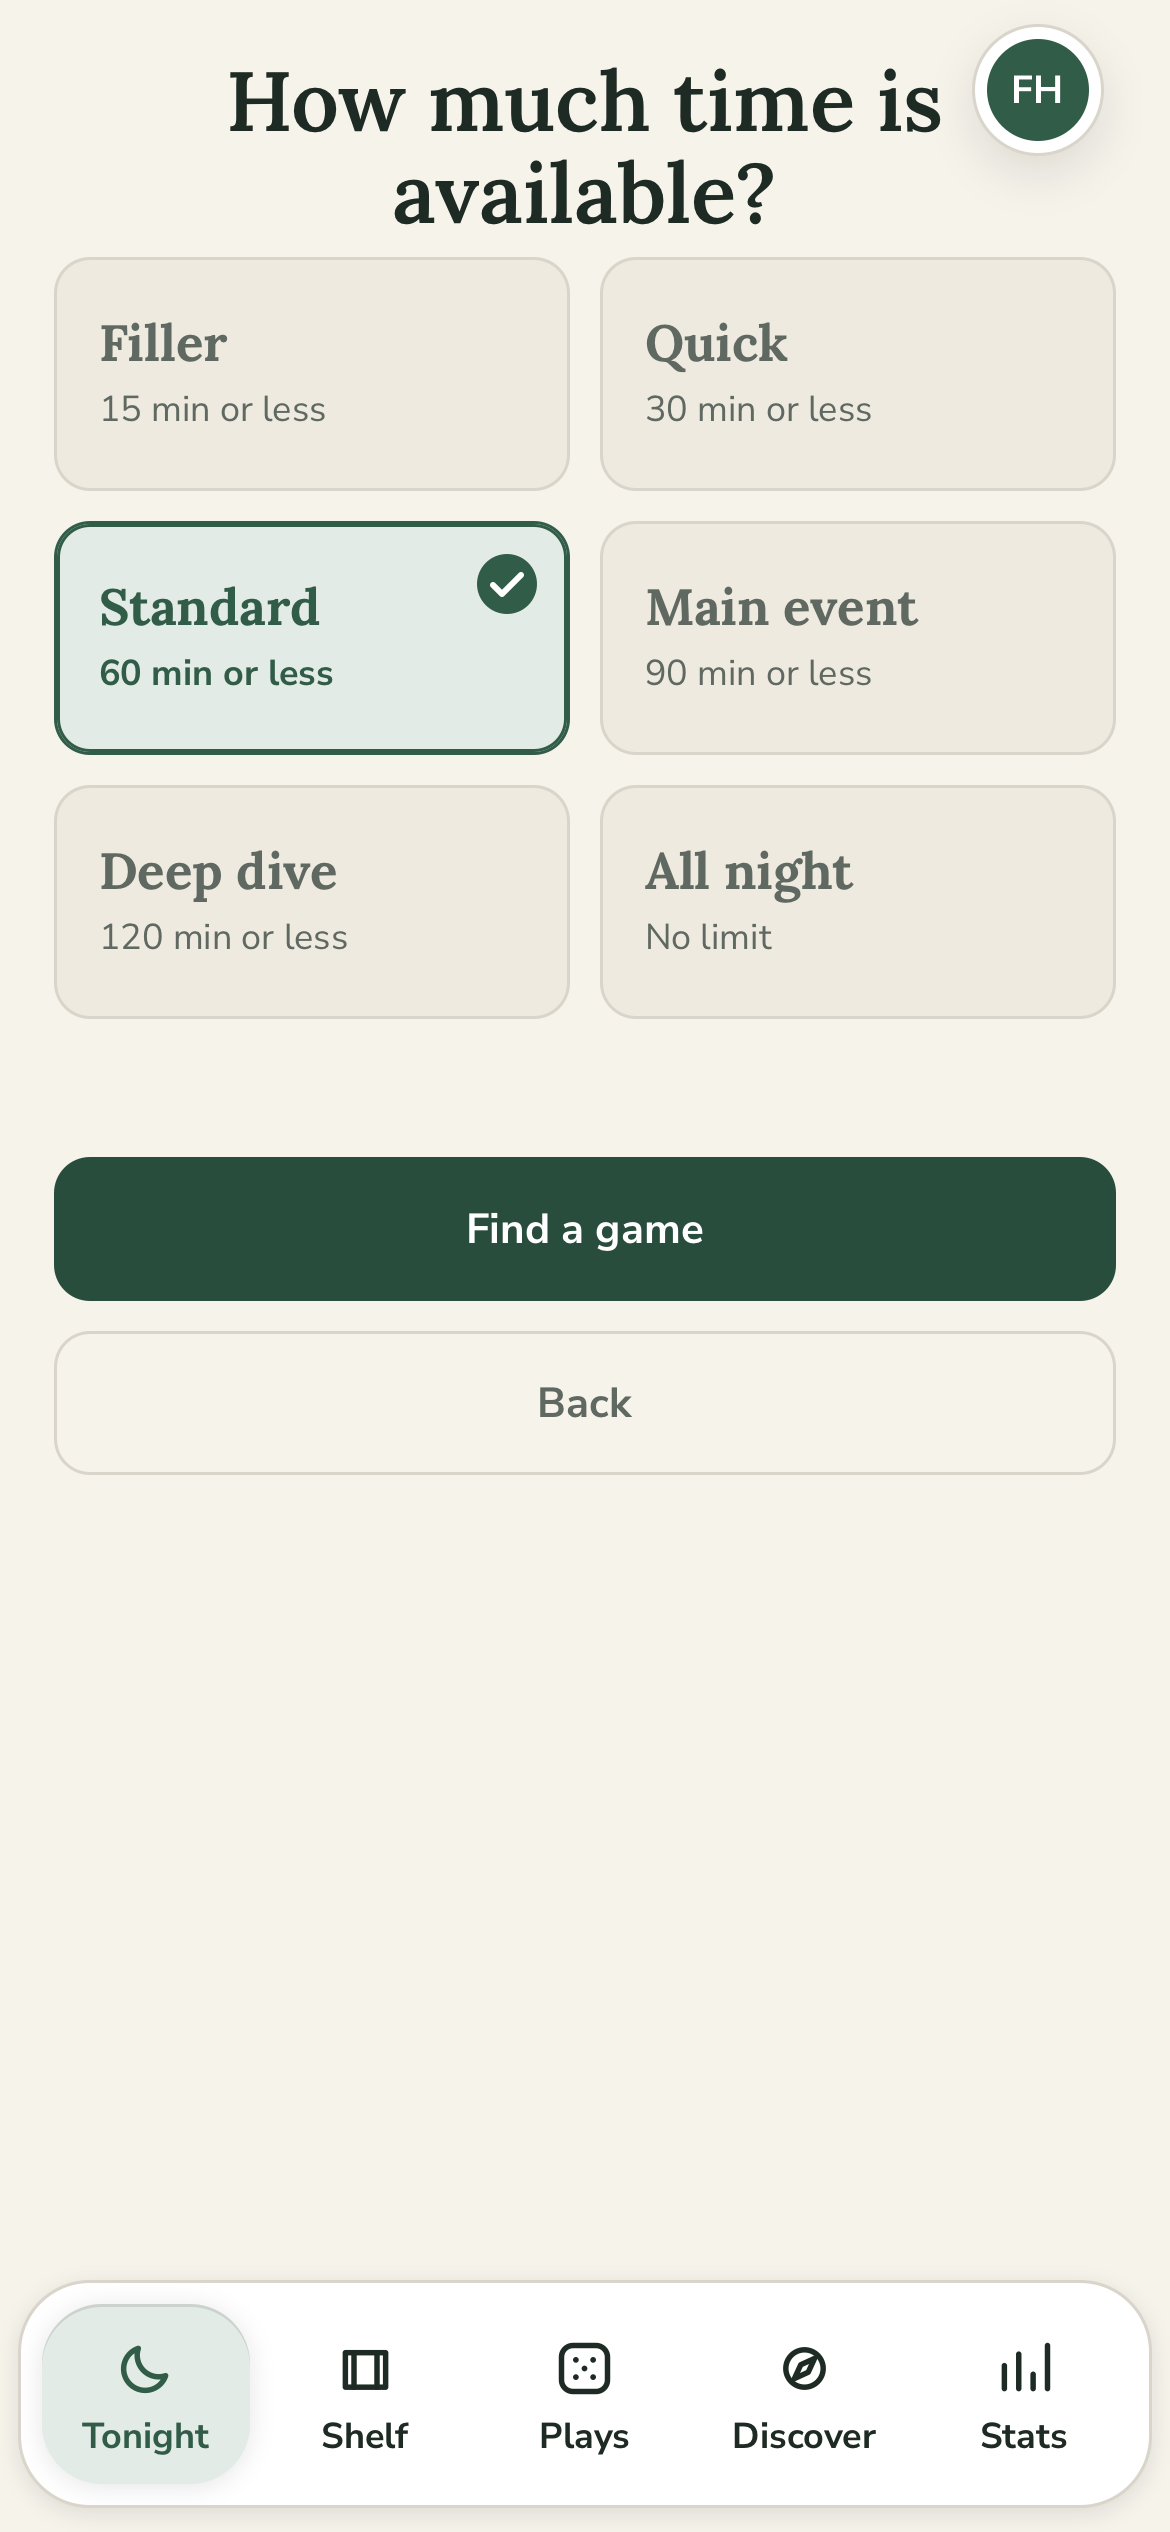 How much time is
available?
FH
Filler
15 min or less
Quick
30 min or less
Standard
60 min or less
Main event
90 min or less
Deep dive
120 min or less
All night
No limit
Find a game
Back
Tonight
Shelf
Plays
Discover
Stats